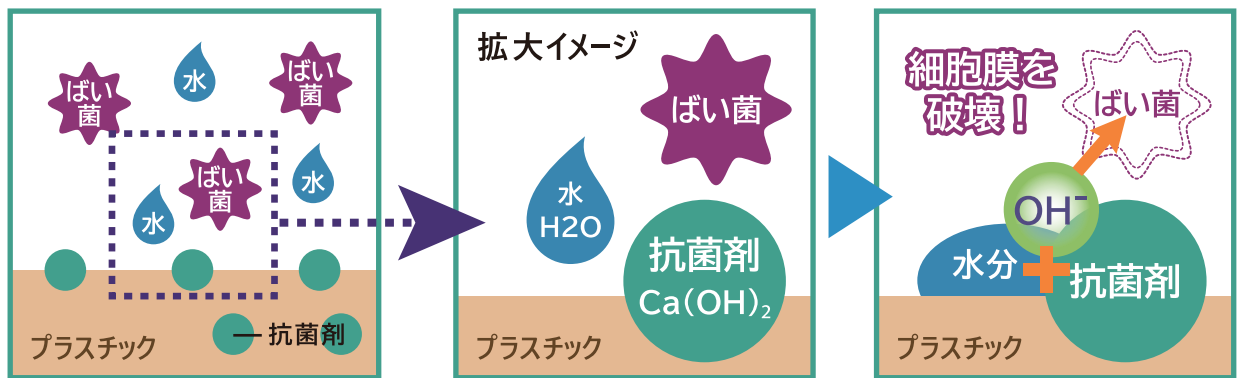 ばい
菌
水
ばい
菌
ばい
菌
水
水
抗菌剤
プラスチック
拡大イメージ
ばい菌
水
H2O
抗菌剤
Ca(OH)₂
プラスチック
細胞膜を
破壊！
ばい菌
OH⁻
水分
+
抗菌剤
プラスチック